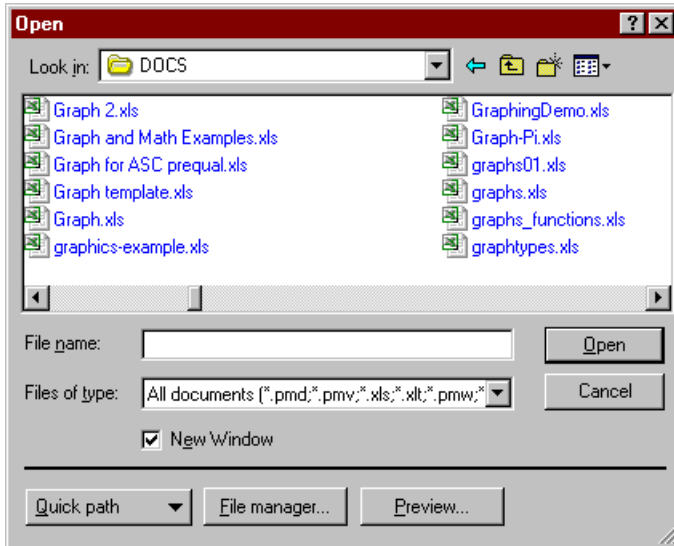 Open
Look in: DOCS
Graph 2.xls
Graph and Math Examples.xls
Graph for ASC prequal.xls
Graph template.xls
Graph.xls
graphics-example.xls
GraphingDemo.xls
Graph-Pi.xls
graphs01.xls
graphs.xls
graphs_functions.xls
graphtypes.xls
File name:
Open
Files of type: All documents (*.pmd;*.pmv;*.xls;*.xlt;*.pmw;*
Cancel
New Window
Quick path File manager... Preview...